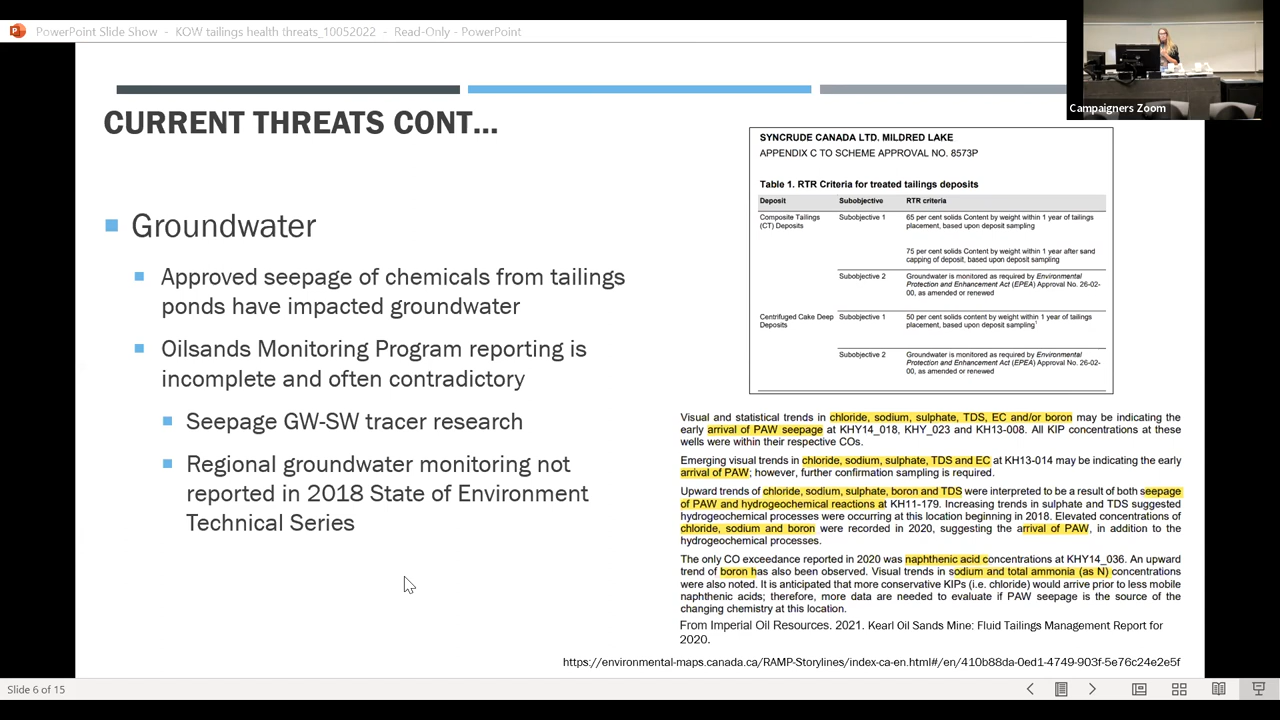 PowerPoint Slide Show - KOW tailings health threats_10052022 - Read-Only - PowerPoint
Campaigners Zoom
CURRENT THREATS CONT...
Groundwater
Approved seepage of chemicals from tailings
ponds have impacted groundwater
Oilsands Monitoring Program reporting is
incomplete and often contradictory
Seepage GW-SW tracer research
Regional groundwater monitoring not
reported in 2018 State of Environment
Technical Series
SYNCRUDE CANADA LTD. MILDRED LAKE
APPENDIX C TO SCHEME APPROVAL NO. 8573P
Table 1. RTR Criteria for treated tailings deposits
Deposit Subobjective RTR criteria
Composite Tailings Subobjective 1 65 per cent solids Content by weight within 1 year of tailings
(CT) Deposits placement, based upon deposit sampling
75 per cent solids Content by weight within 1 year after sand
capping of deposit, based upon deposit sampling
Subobjective 2 Groundwater is monitored as required by Environmental
Protection and Enhancement Act (EPEA) Approval No. 26-02-
00, as amended or renewed
Centrifuged Cake Deep Subobjective 1 50 per cent solids content by weight within 1 year of tailings
Deposits placement, based upon deposit sampling¹
Subobjective 2 Groundwater is monitored as required by Environmental
Protection and Enhancement Act (EPEA) Approval No. 26-02-
00, as amended or renewed
Visual and statistical trends in chloride, sodium, sulphate, TDS, EC and/or boron may be indicating the
early arrival of PAW seepage at KHY14_018, KHY_023 and KH13-008. All KIP concentrations at these
wells were within their respective COs.
Emerging visual trends in chloride, sodium, sulphate, TDS and EC at KH13-014 may be indicating the early
arrival of PAW; however, further confirmation sampling is required.
Upward trends of chloride, sodium, sulphate, boron and TDS were interpreted to be a result of both seepage
of PAW and hydrogeochemical reactions at KH11-179. Increasing trends in sulphate and TDS suggested
hydrogeochemical processes were occurring at this location beginning in 2018. Elevated concentrations of
chloride, sodium and boron were recorded in 2020, suggesting the arrival of PAW, in addition to the
hydrogeochemical processes.
The only CO exceedance reported in 2020 was naphthenic acid concentrations at KHY14_036. An upward
trend of boron has also been observed. Visual trends in sodium and total ammonia (as N) concentrations
were also noted. It is anticipated that more conservative KIPs (i.e. chloride) would arrive prior to less mobile
naphthenic acids; therefore, more data are needed to evaluate if PAW seepage is the source of the
changing chemistry at this location.
From Imperial Oil Resources. 2021. Kearl Oil Sands Mine: Fluid Tailings Management Report for
2020.
https://environmental-maps.canada.ca/RAMP-Storylines/index-ca-en.html#/en/410b88da-0ed1-4749-903f-5e76c24e2e5f
Slide 6 of 15